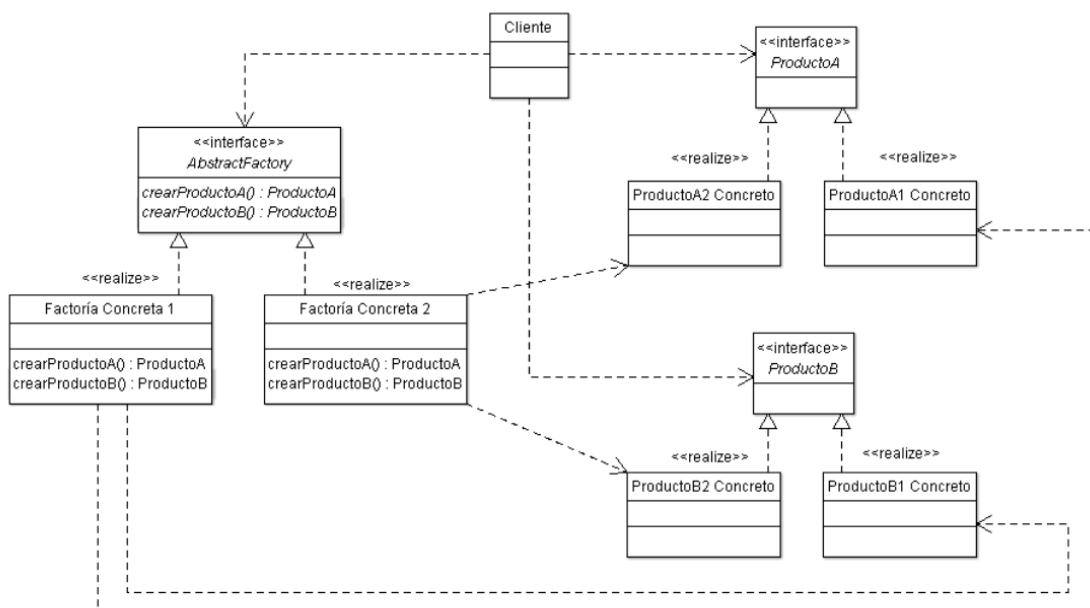 Cliente
<<interface>>
ProductoA
<<interface>>
AbstractFactory
crearProductoA() : ProductoA
crearProductoB() : ProductoB
<<realize>>
<<realize>>
ProductoA2 Concreto
ProductoA1 Concreto
<<realize>>
<<realize>>
Factoría Concreta 1
crearProductoA() : ProductoA
crearProductoB() : ProductoB
Factoría Concreta 2
crearProductoA() : ProductoA
crearProductoB() : ProductoB
<<interface>>
ProductoB
<<realize>>
<<realize>>
ProductoB2 Concreto
ProductoB1 Concreto